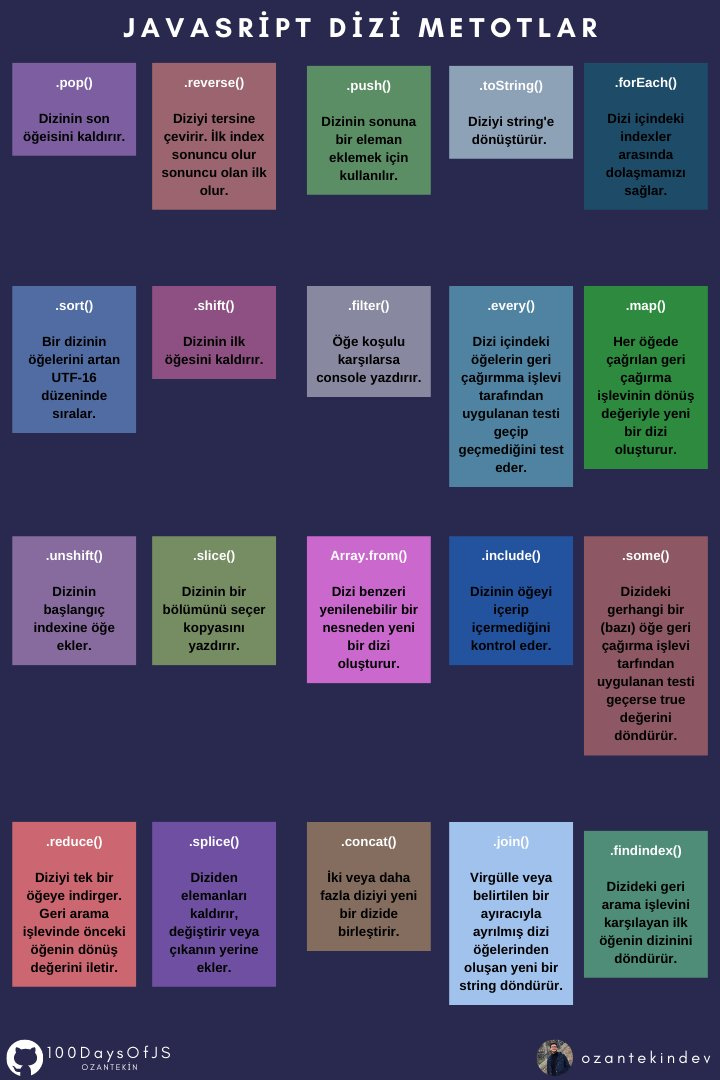 JAVASRİPT DİZİ METOTLAR
.pop()
Dizinin son
öğeisini kaldırır.
.reverse()
Diziyi tersine
çevirir. İlk index
sonuncu olur
sonuncu olan ilk
olur.
.push()
Dizinin sonuna
bir eleman
eklemek için
kullanılır.
.toString()
Diziyi string'e
dönüştürür.
.forEach()
Dizi içindeki
indexler
arasında
dolaşmamızı
sağlar.
.sort()
Bir dizinin
öğelerini artan
UTF-16
düzeninde
sıralar.
.shift()
Dizinin ilk
öğesini kaldırır.
.filter()
Öğe koşulu
karşılarsa
console yazdırır.
.every()
Dizi içindeki
öğelerin geri
çağırmma işlevi
tarafından
uygulanan testi
geçip
geçmediğini test
eder.
.map()
Her öğede
çağrılan geri
çağırma
işlevinin dönüş
değeriyle yeni
bir dizi
oluşturur.
.unshift()
Dizinin
başlangıç
indexine öğe
ekler.
.slice()
Dizinin bir
bölümünü seçer
kopyasını
yazdırır.
Array.from()
Dizi benzeri
yenilenebilir bir
nesneden yeni
bir dizi
oluşturur.
.include()
Dizinin öğeyi
içerip
içermediğini
kontrol eder.
.some()
Dizideki
gerhangi bir
(bazı) öğe geri
çağırma işlevi
tarfından
uygulanan testi
geçerse true
değerini
döndürür.
.reduce()
Diziyi tek bir
öğeye indirger.
Geri arama
işlevinde önceki
öğenin dönüş
değerini iletir.
.splice()
Diziden
elemanları
kaldırır,
değiştirir veya
çıkanın yerine
ekler.
.concat()
İki veya daha
fazla diziyi yeni
bir dizide
birleştirir.
.join()
Virgülle veya
belirtilen bir
ayıracıyla
ayrılmış dizi
öğelerinden
oluşan yeni bir
string döndürür.
.findindex()
Dizideki geri
arama işlevini
karşılayan ilk
öğenin dizinini
döndürür.
100DaysOfJS
OZANTEKİN
ozantekindev